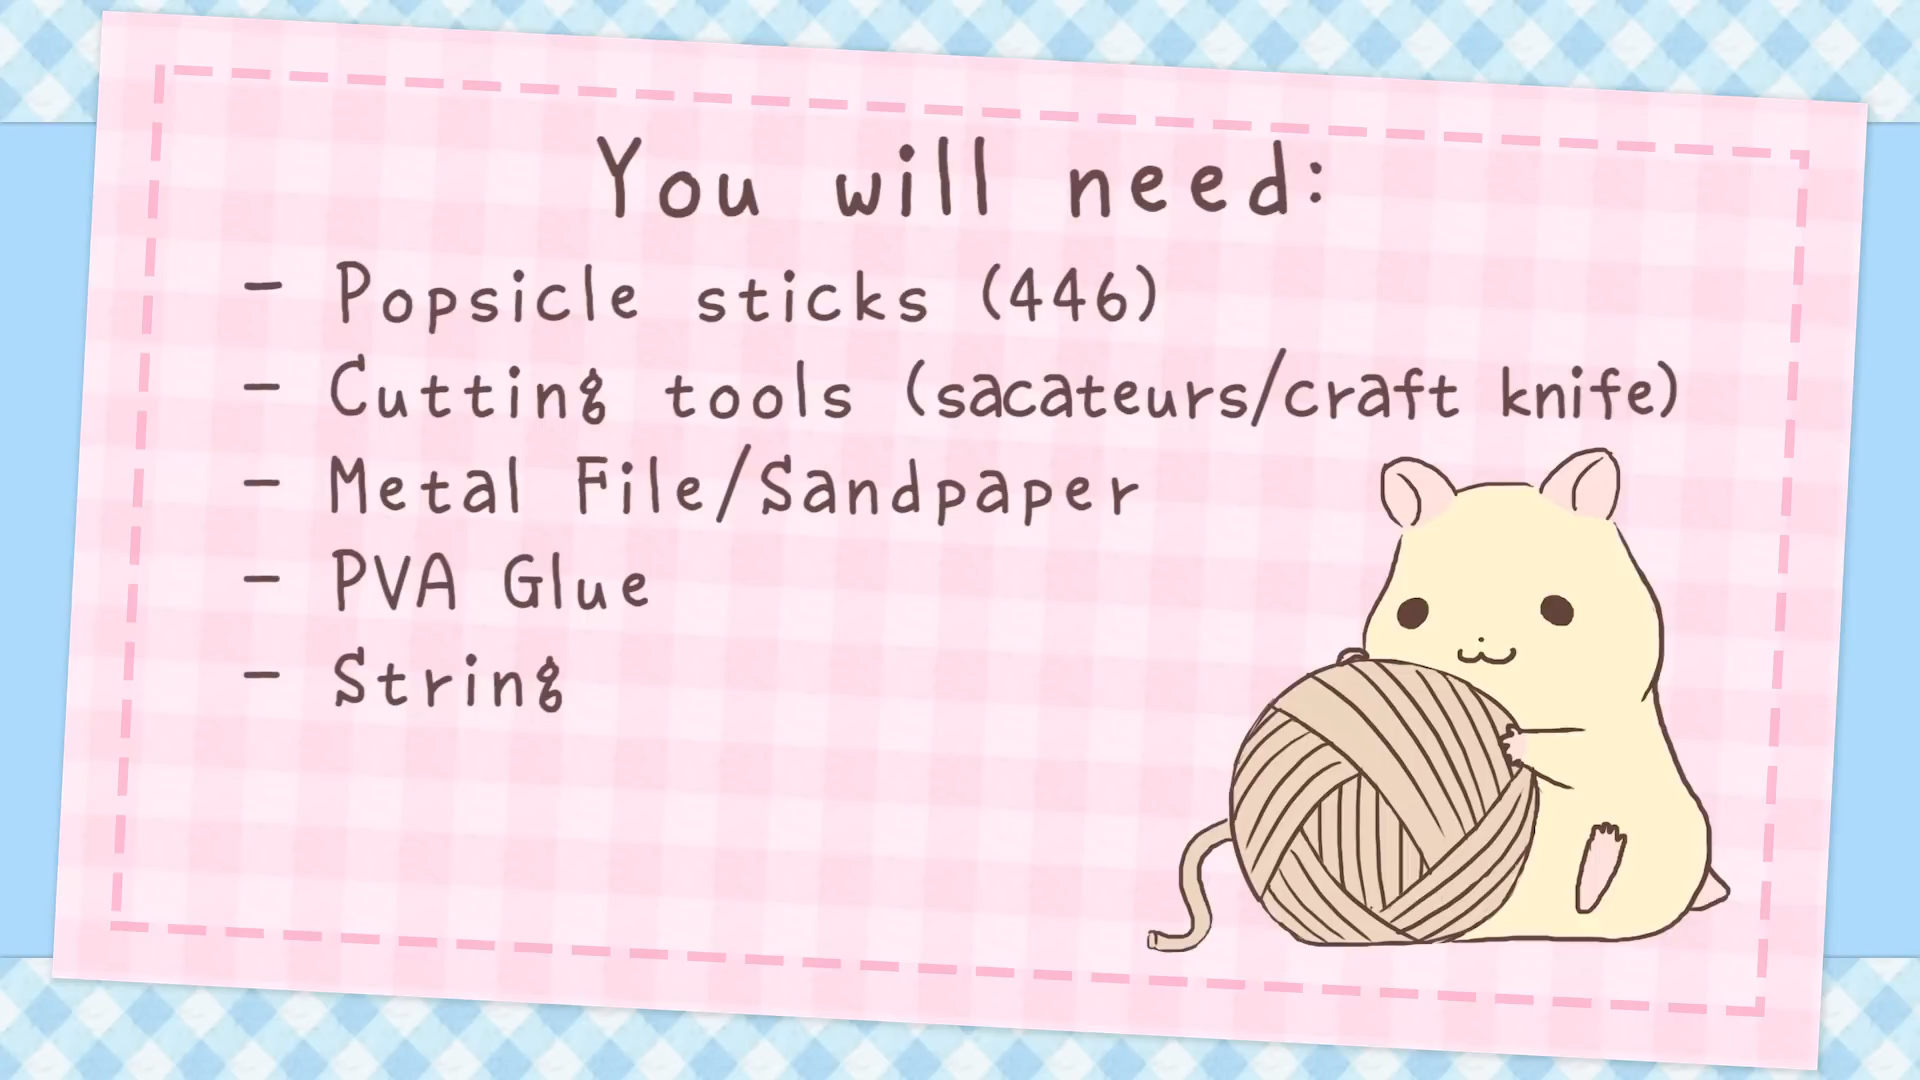 You will need:
- Popsicle sticks (446)
- Cutting tools (sacateurs/craft knife)
- Metal File/Sandpaper
- PVA Glue
- String